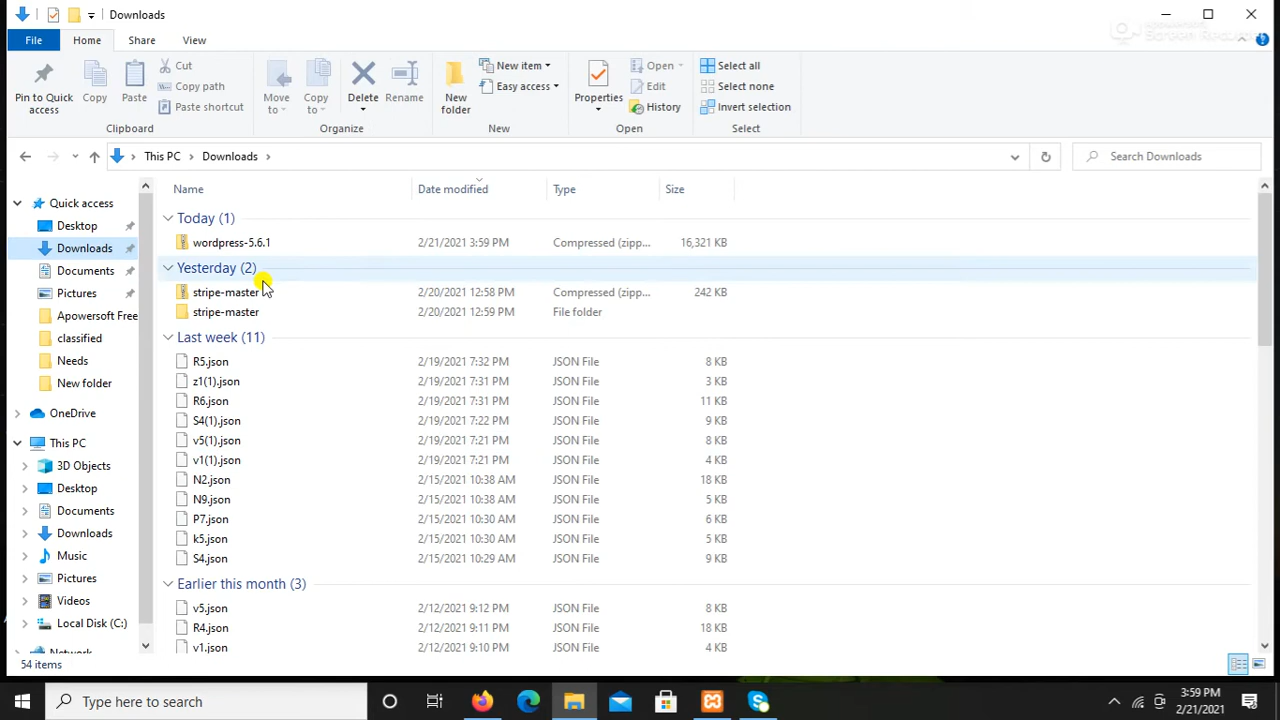 Downloads
File Home Share View
Pin to Quick access
Copy
Paste
Cut
Copy path
Paste shortcut
Clipboard
Move to
Copy to
Delete
Rename
Organize
New folder
New item
Easy access
New
Properties
Open
Edit
History
Open
Select all
Select none
Invert selection
Select
This PC Downloads
Search Downloads
Quick access
Desktop
Downloads
Documents
Pictures
Apowersoft Free
classified
Needs
New folder
OneDrive
This PC
3D Objects
Desktop
Documents
Downloads
Music
Pictures
Videos
Local Disk (C:)
Name Date modified Type Size
Today (1)
wordpress-5.6.1 2/21/2021 3:59 PM Compressed (zipp... 16,321 KB
Yesterday (2)
stripe-master 2/20/2021 12:58 PM Compressed (zipp... 242 KB
stripe-master 2/20/2021 12:59 PM File folder
Last week (11)
R5.json 2/19/2021 7:32 PM JSON File 8 KB
z1(1).json 2/19/2021 7:31 PM JSON File 3 KB
R6.json 2/19/2021 7:31 PM JSON File 11 KB
S4(1).json 2/19/2021 7:22 PM JSON File 9 KB
v5(1).json 2/19/2021 7:21 PM JSON File 8 KB
v1(1).json 2/19/2021 7:21 PM JSON File 4 KB
N2.json 2/15/2021 10:38 AM JSON File 18 KB
N9.json 2/15/2021 10:38 AM JSON File 5 KB
P7.json 2/15/2021 10:30 AM JSON File 6 KB
k5.json 2/15/2021 10:30 AM JSON File 5 KB
S4.json 2/15/2021 10:29 AM JSON File 9 KB
Earlier this month (3)
v5.json 2/12/2021 9:12 PM JSON File 8 KB
R4.json 2/12/2021 9:11 PM JSON File 18 KB
v1.json 2/12/2021 9:10 PM JSON File 4 KB
54 items
Type here to search
3:59 PM
2/21/2021